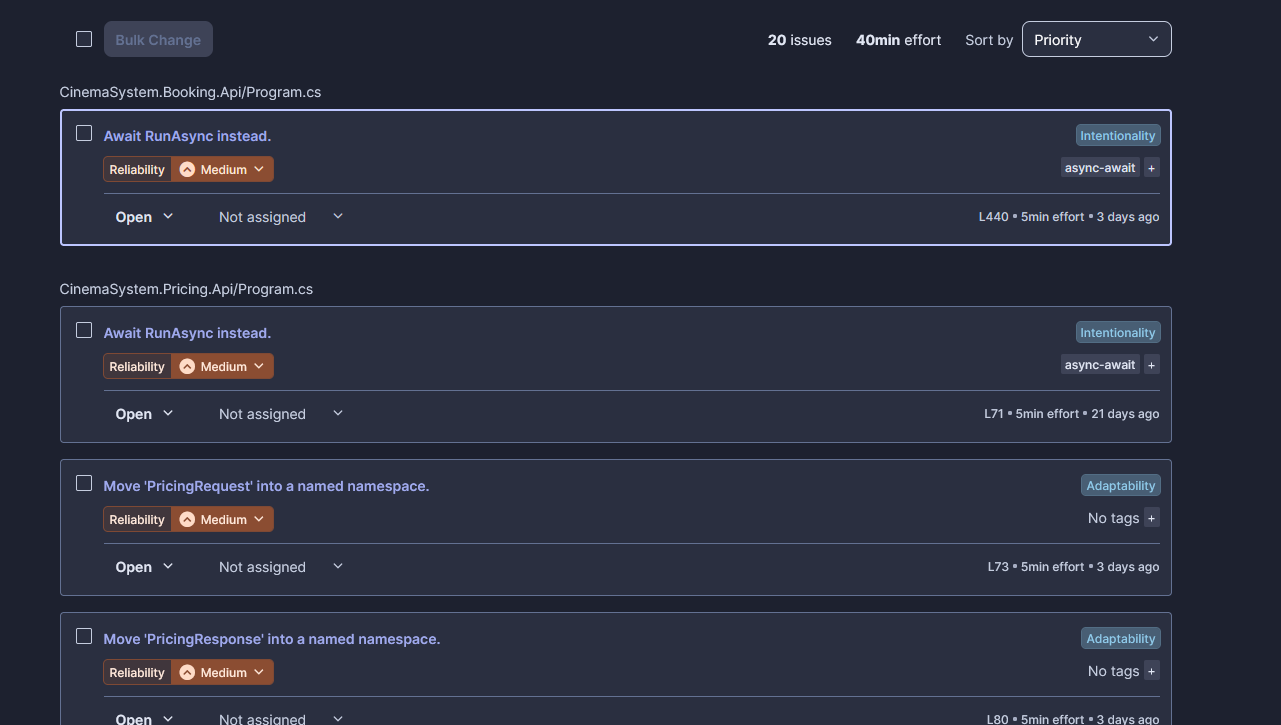 Bulk Change 20 issues 40min effort Sort by Priority
CinemaSystem.Booking.Api/Program.cs
Await RunAsync instead. Intentionality
Reliability Medium async-await +
Open Not assigned L440 • 5min effort • 3 days ago
CinemaSystem.Pricing.Api/Program.cs
Await RunAsync instead. Intentionality
Reliability Medium async-await +
Open Not assigned L71 • 5min effort • 21 days ago
Move 'PricingRequest' into a named namespace. Adaptability
Reliability Medium No tags +
Open Not assigned L73 • 5min effort • 3 days ago
Move 'PricingResponse' into a named namespace. Adaptability
Reliability Medium No tags +
Open Not assigned L80 • 5min effort • 3 days ago